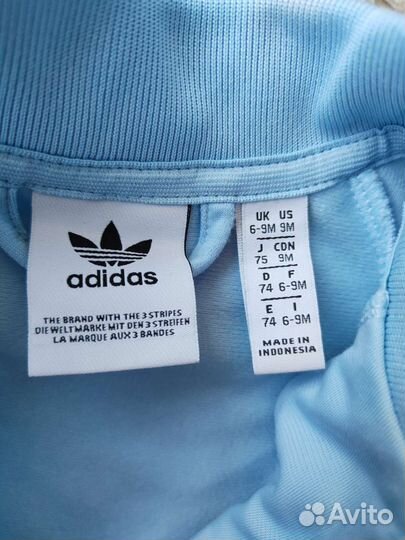 adidas
THE BRAND WITH THE 3 STRIPES
DIE WELTMARKE MIT DEN 3 STREIFEN
LA MARQUE AUX 3 BANDES
UK US
6-9M 9M
J CDN
75 9M
D F
74 6-9M
E I
74 6-9M
MADE IN
INDONESIA
Avito